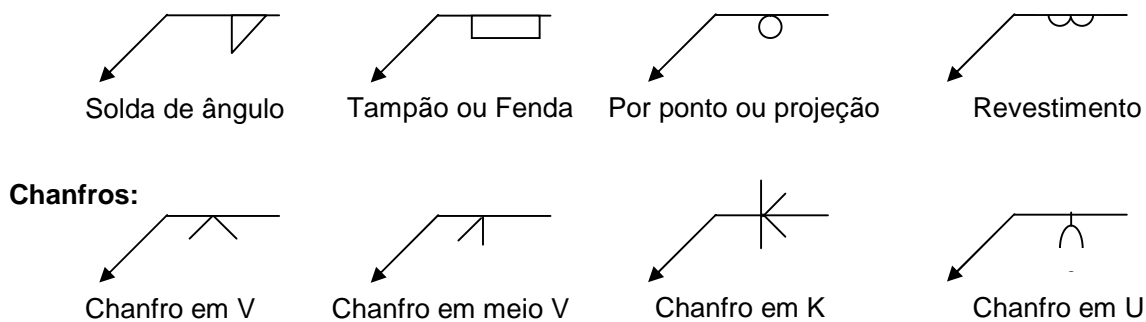 Solda de ângulo Tampão ou Fenda Por ponto ou projeção Revestimento
Chanfros:
Chanfro em V Chanfro em meio V Chanfro em K Chanfro em U